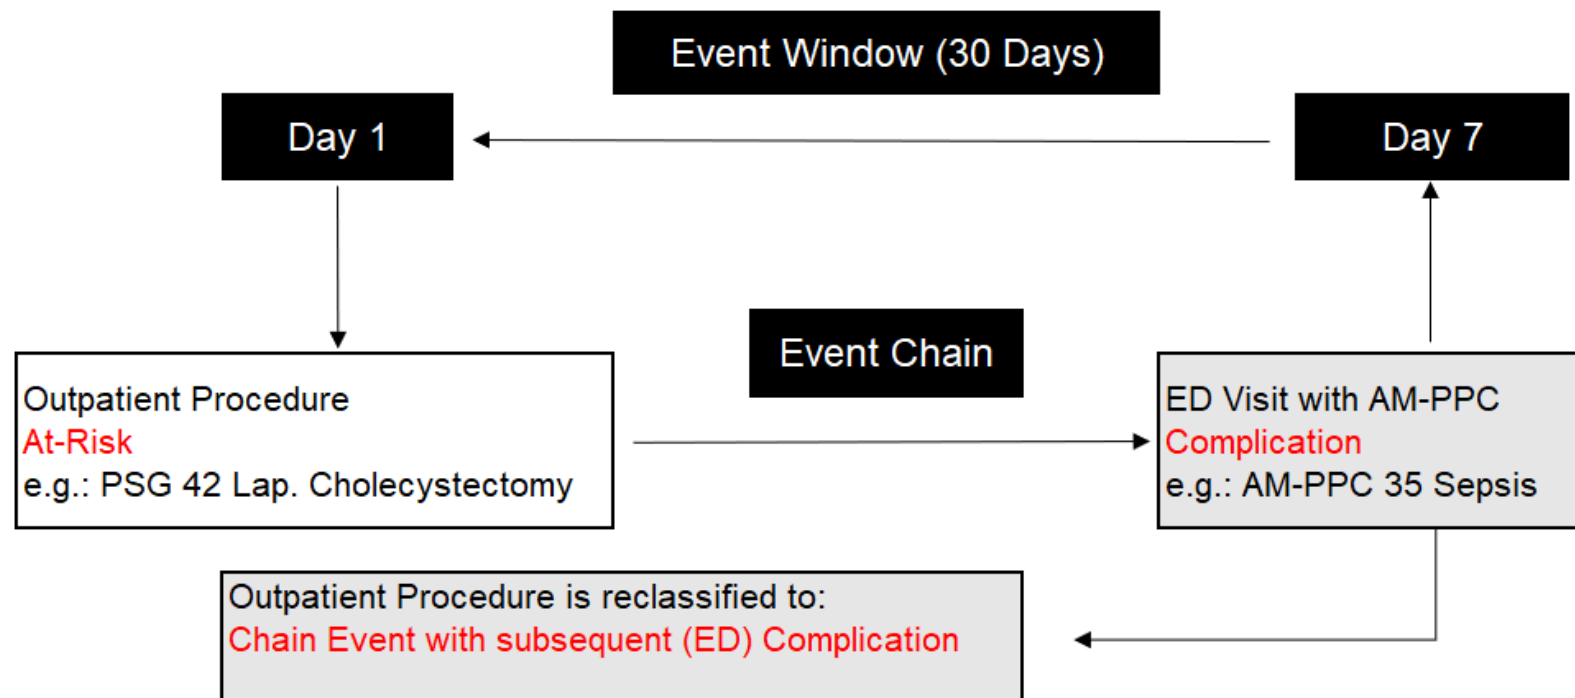 Event Window (30 Days)
Day 1
Day 7
Event Chain
Outpatient Procedure
At-Risk
e.g.: PSG 42 Lap. Cholecystectomy
ED Visit with AM-PPC
Complication
e.g.: AM-PPC 35 Sepsis
Outpatient Procedure is reclassified to:
Chain Event with subsequent (ED) Complication